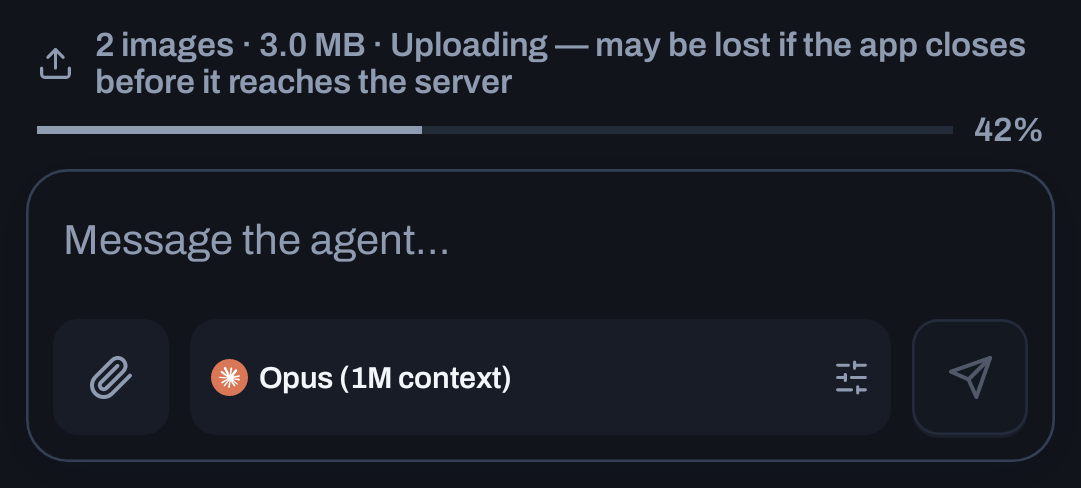 2 images · 3.0 MB · Uploading — may be lost if the app closes
before it reaches the server
42%
Message the agent...
Opus (1M context)